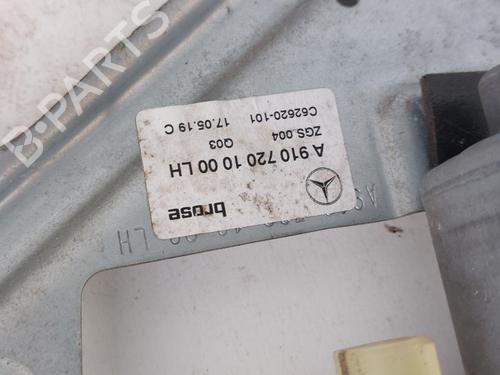 brose
A 910 720 10 00 LH
ZGS.004 Q03
C62620-101 17.05.19 C
B-PARTS